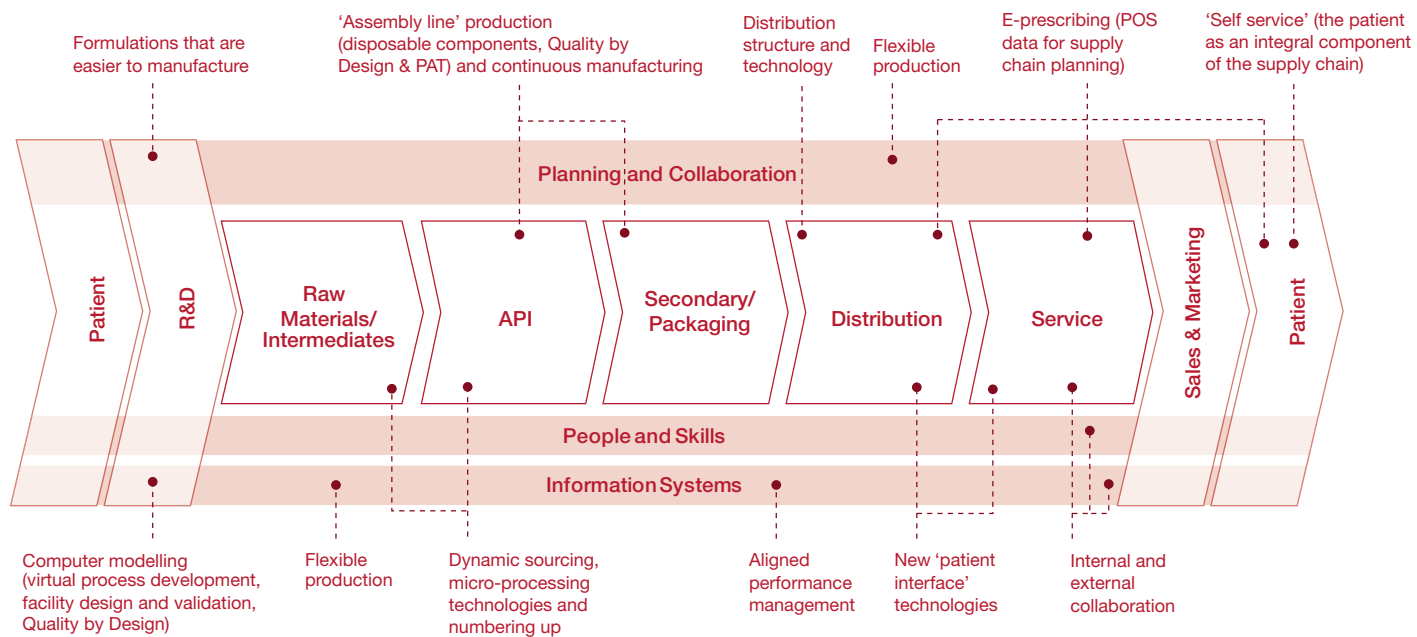 Formulations that are
easier to manufacture
‘Assembly line’ production
(disposable components, Quality by
Design & PAT) and continuous manufacturing
Distribution
structure and
technology
Flexible
production
E-prescribing (POS
data for supply
chain planning)
‘Self service’ (the patient
as an integral component
of the supply chain)
Planning and Collaboration
Patient
R&D
Raw
Materials/
Intermediates
API
Secondary/
Packaging
Distribution
Service
Sales & Marketing
Patient
People and Skills
Information Systems
Computer modelling
(virtual process development,
facility design and validation,
Quality by Design)
Flexible
production
Dynamic sourcing,
micro-processing
technologies and
numbering up
Aligned
performance
management
New ‘patient
interface’
technologies
Internal and
external
collaboration